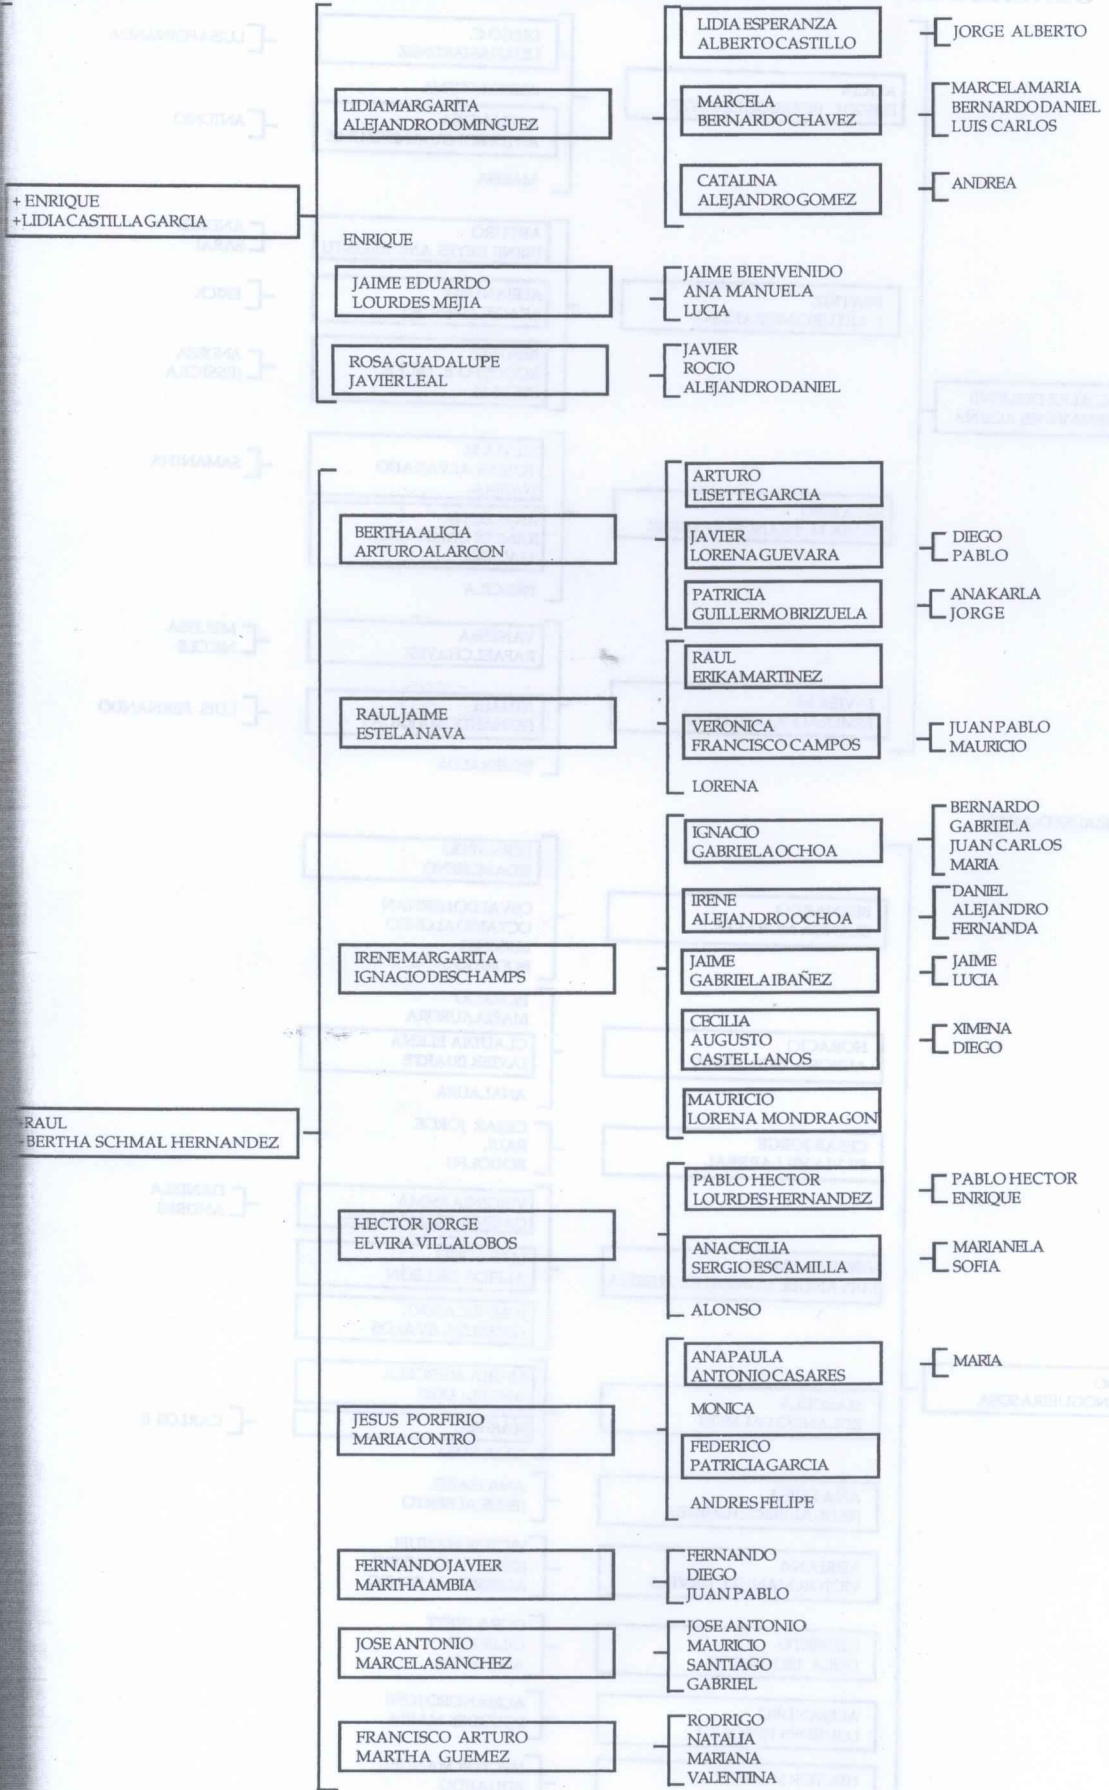 LIDIA ESPERANZA
ALBERTO CASTILLO
JORGE ALBERTO
LIDIA MARGARITA
ALEJANDRO DOMINGUEZ
MARCELA
BERNARDO CHAVEZ
MARCELA MARIA
BERNARDO DANIEL
LUIS CARLOS
CATALINA
ALEJANDRO GOMEZ
ANDREA
+ ENRIQUE
+LIDIA CASTILLA GARCIA
ENRIQUE
JAIME EDUARDO
LOURDES MEJIA
JAIME BIENVENIDO
ANA MANUELA
LUCIA
ROSA GUADALUPE
JAVIER LEAL
JAVIER
ROCIO
ALEJANDRO DANIEL
BERTHA ALICIA
ARTURO ALARCON
ARTURO
LISETTE GARCIA
JAVIER
LORENA GUEVARA
DIEGO
PABLO
PATRICIA
GUILLERMO BRIZUELA
ANA KARLA
JORGE
RAUL JAIME
ESTELA NAVA
RAUL
ERIKA MARTINEZ
VERONICA
FRANCISCO CAMPOS
JUAN PABLO
MAURICIO
LORENA
IRENE MARGARITA
IGNACIO DESCHAMPS
IGNACIO
GABRIELA OCHOA
BERNARDO
GABRIELA
JUAN CARLOS
MARIA
IRENE
ALEJANDRO OCHOA
DANIEL
ALEJANDRO
FERNANDA
JAIME
GABRIELA IBAÑEZ
JAIME
LUCIA
CECILIA
AUGUSTO
CASTELLANOS
XIMENA
DIEGO
MAURICIO
LORENA MONDRAGON
+RAUL
+BERTHA SCHMAL HERNANDEZ
HECTOR JORGE
ELVIRA VILLALOBOS
PABLO HECTOR
LOURDES HERNANDEZ
PABLO HECTOR
ENRIQUE
ANA CECILIA
SERGIO ESCAMILLA
MARIANELA
SOFIA
ALONSO
JESUS PORFIRIO
MARIA CONTRO
ANA PAULA
ANTONIO CASARES
MARIA
MONICA
FEDERICO
PATRICIA GARCIA
ANDRES FELIPE
FERNANDO JAVIER
MARTHA AMBIA
FERNANDO
DIEGO
JUAN PABLO
JOSE ANTONIO
MARCELA SANCHEZ
JOSE ANTONIO
MAURICIO
SANTIAGO
GABRIEL
FRANCISCO ARTURO
MARTHA GUEMEZ
RODRIGO
NATALIA
MARIANA
VALENTINA